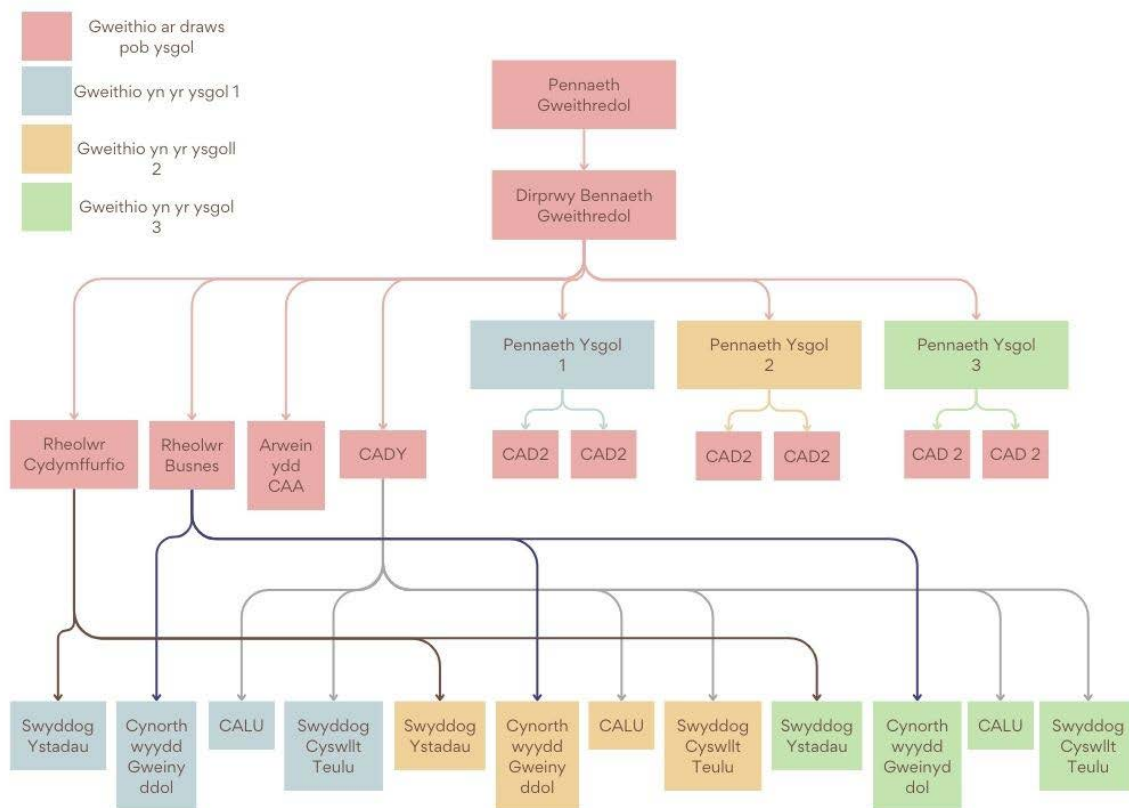 Gweithio ar draws
pob ysgol
Gweithio yn yr ysgol 1
Gweithio yn yr ysgoll
2
Gweithio yn yr ysgol
3
Pennaeth
Gweithredol
Dirprwy Bennaeth
Gweithredol
Pennaeth Ysgol
1
Pennaeth Ysgol
2
Pennaeth Ysgol
3
Rheolwr
Cydymffurfio
Rheolwr
Busnes
Arwein
ydd
CAA
CADY
CAD2
CAD2
CAD2
CAD2
CAD 2
CAD 2
Swyddog
Ystadau
Cynorth
wyydd
Gweiny
ddol
CALU
Swyddog
Cyswllt
Teulu
Swyddog
Ystadau
Cynorth
wyydd
Gweiny
ddol
CALU
Swyddog
Cyswllt
Teulu
Swyddog
Ystadau
Cynorth
wyydd
Gweinyd
dol
CALU
Swyddog
Cyswllt
Teulu